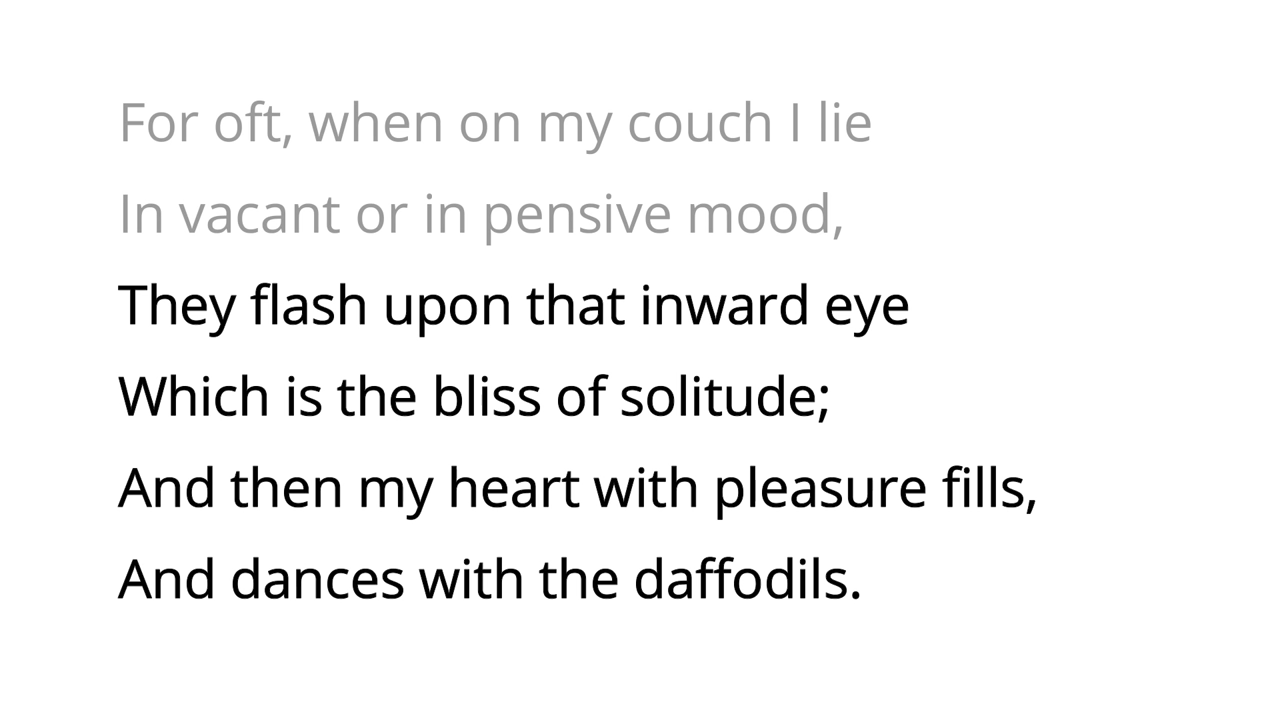 For oft, when on my couch I lie
In vacant or in pensive mood,
They flash upon that inward eye
Which is the bliss of solitude;
And then my heart with pleasure fills,
And dances with the daffodils.